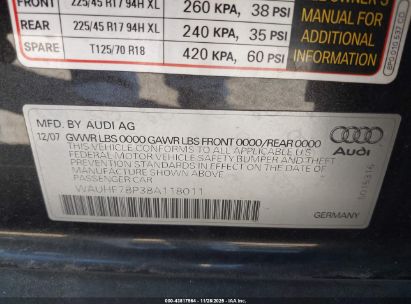 FRONT 225/45 R17 94H XL 260 KPA, 38 PSI
REAR 225/45 R17 94H XL 240 KPA, 35 PSI
SPARE T125/70 R18 420 KPA, 60 PSI
MANUAL FOR
ADDITIONAL
INFORMATION
MFD. BY AUDI AG
12/07 GVWR LBS 0000 GAWR LBS FRONT 0000/REAR 0000
THIS VEHICLE CONFORMS TO ALL APPLICABLE U.S.
FEDERAL MOTOR VEHICLE SAFETY BUMPER AND THEFT
PREVENTION STANDARDS IN EFFECT ON THE DATE OF
MANUFACTURE SHOWN ABOVE
PASSENGER CAR
WAUHF78P38A118011
Audi
GERMANY